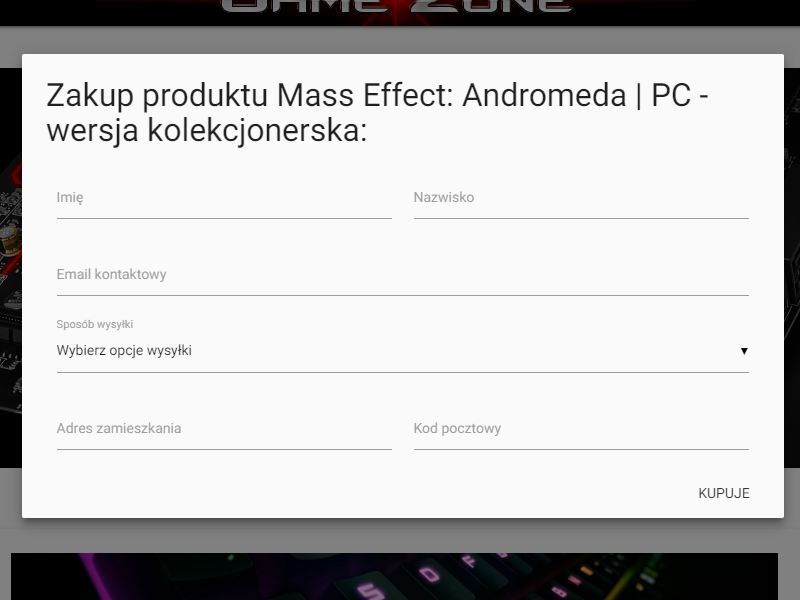 GAME ZONE
Zakup produktu Mass Effect: Andromeda | PC -
wersja kolekcjonerska:
Imię
Nazwisko
Email kontaktowy
Sposób wysyłki
Wybierz opcje wysyłki
Adres zamieszkania
Kod pocztowy
KUPUJE
S D F